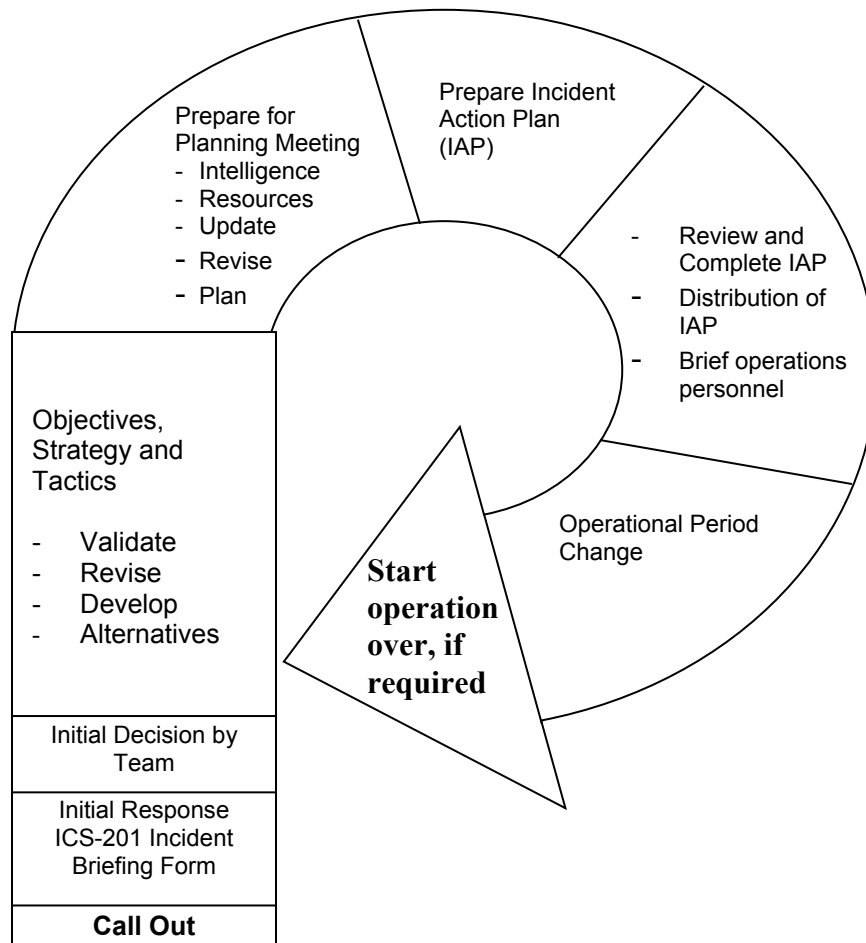 Prepare for
Planning Meeting
- Intelligence
- Resources
- Update
- Revise
- Plan
Prepare Incident
Action Plan
(IAP)
- Review and
Complete IAP
- Distribution of
IAP
- Brief operations
personnel
Operational Period
Change
Start
operation
over, if
required
Objectives,
Strategy and
Tactics
- Validate
- Revise
- Develop
- Alternatives
Initial Decision by
Team
Initial Response
ICS-201 Incident
Briefing Form
Call Out